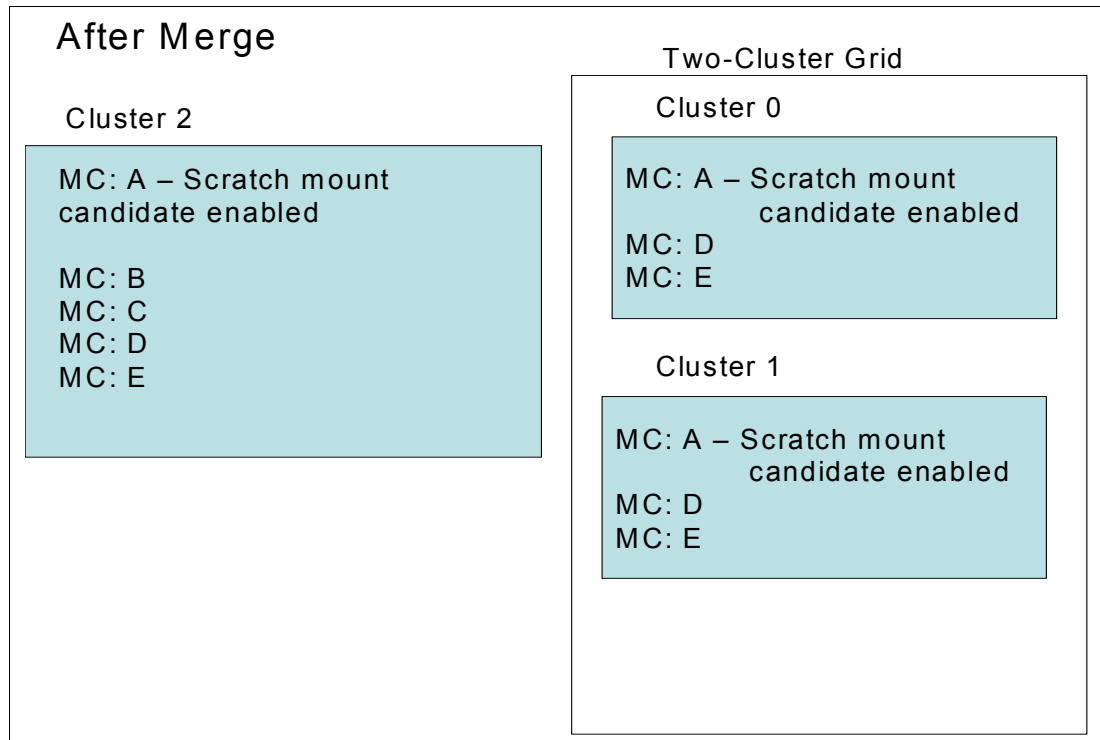 After Merge
Cluster 2
MC: A – Scratch mount
candidate enabled
MC: B
MC: C
MC: D
MC: E
Two-Cluster Grid
Cluster 0
MC: A – Scratch mount
candidate enabled
MC: D
MC: E
Cluster 1
MC: A – Scratch mount
candidate enabled
MC: D
MC: E